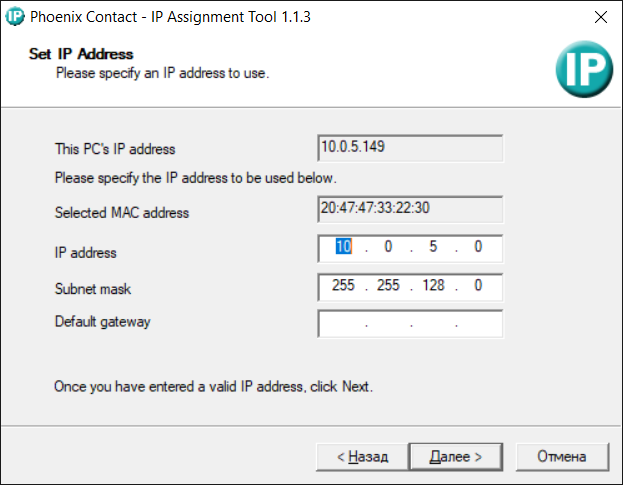 Phoenix Contact - IP Assignment Tool 1.1.3
Set IP Address
Please specify an IP address to use.
IP
This PC's IP address 10.0.5.149
Please specify the IP address to be used below.
Selected MAC address 20:47:47:33:22:30
IP address 10 . 0 . 5 . 0
Subnet mask 255 . 255 . 128 . 0
Default gateway . . .
Once you have entered a valid IP address, click Next.
< Назад Далее > Отмена